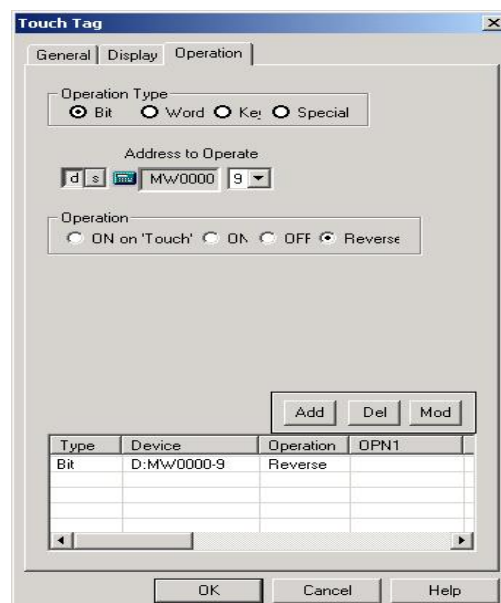 Touch Tag
General Display Operation
Operation Type
Bit Word Key Special
Address to Operate
d s MW0000 9
Operation
ON on 'Touch' ON OFF Reverse
Add Del Mod
Type Device Operation OPN1
Bit D:MW0000-9 Reverse
OK Cancel Help